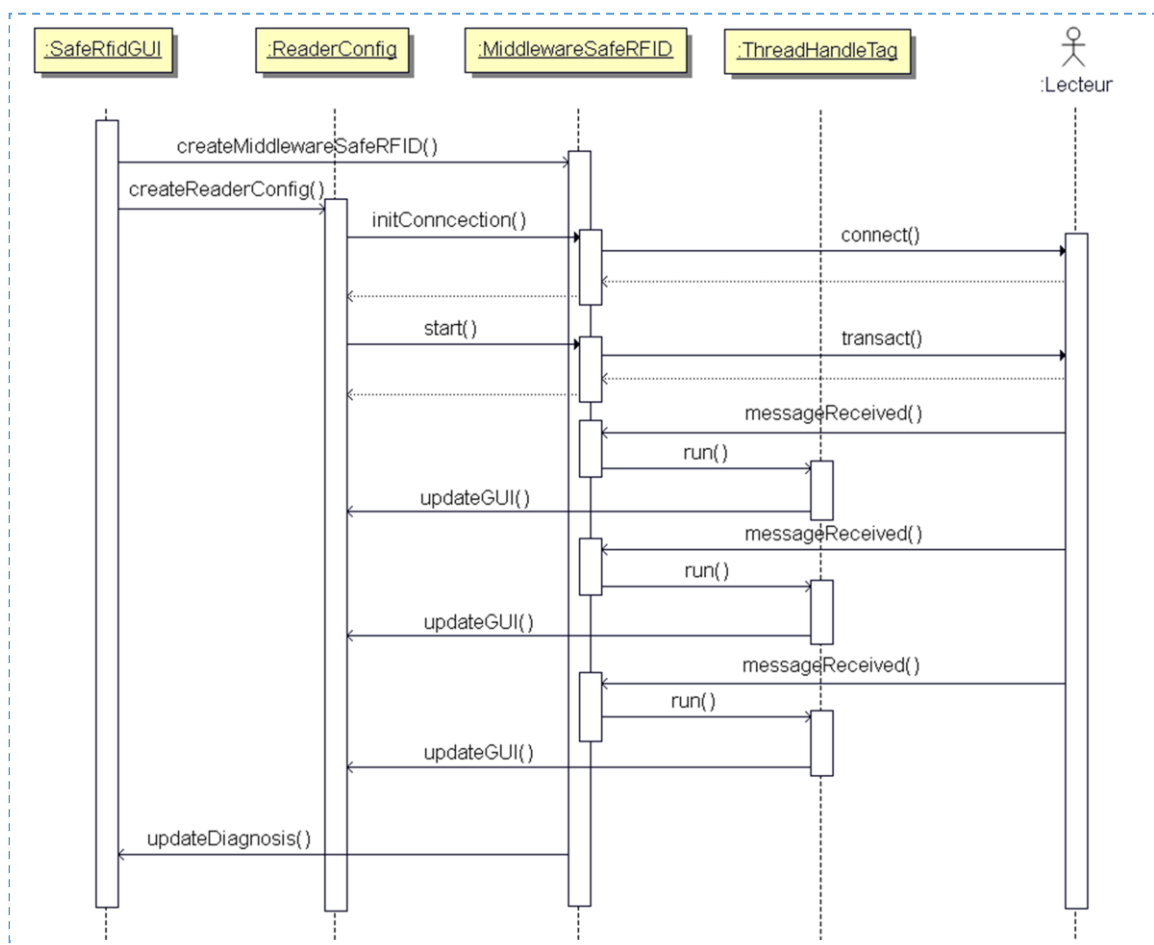 :SafeRfidGUI
:ReaderConfig
:MiddlewareSafeRFID
:ThreadHandleTag
:Lecteur
createMiddlewareSafeRFID()
createReaderConfig()
initConncection()
connect()
start()
transact()
messageReceived()
run()
updateGUI()
messageReceived()
run()
updateGUI()
messageReceived()
run()
updateGUI()
updateDiagnosis()